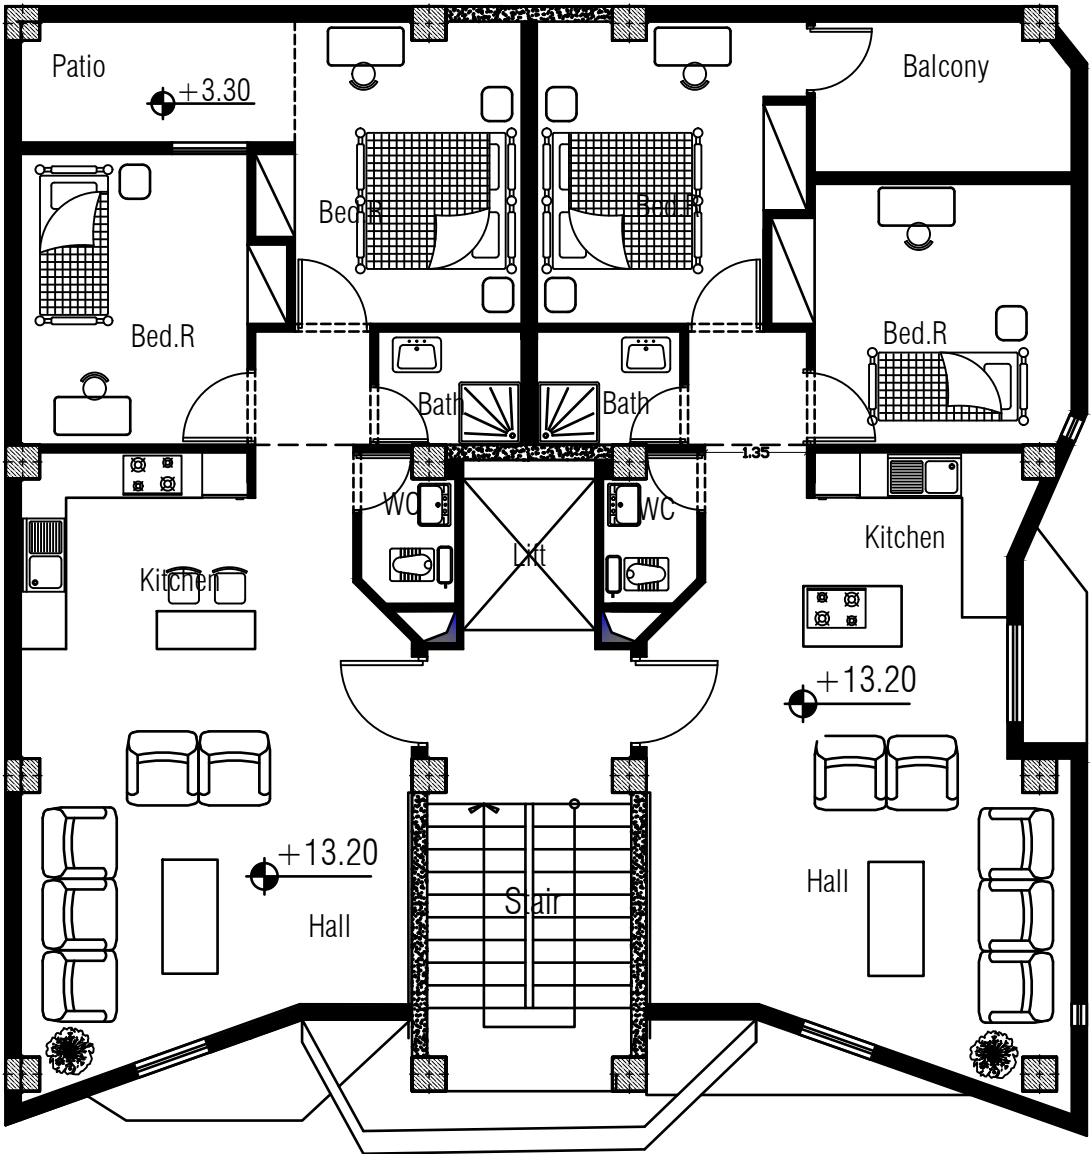 Patio
+3.30
Balcony
Bed.R
Bed.R
Bed.R
Bed.R
Bath
Bath
1.35
WC
WC
Lift
Kitchen
Kitchen
+13.20
+13.20
Hall
Stair
Hall